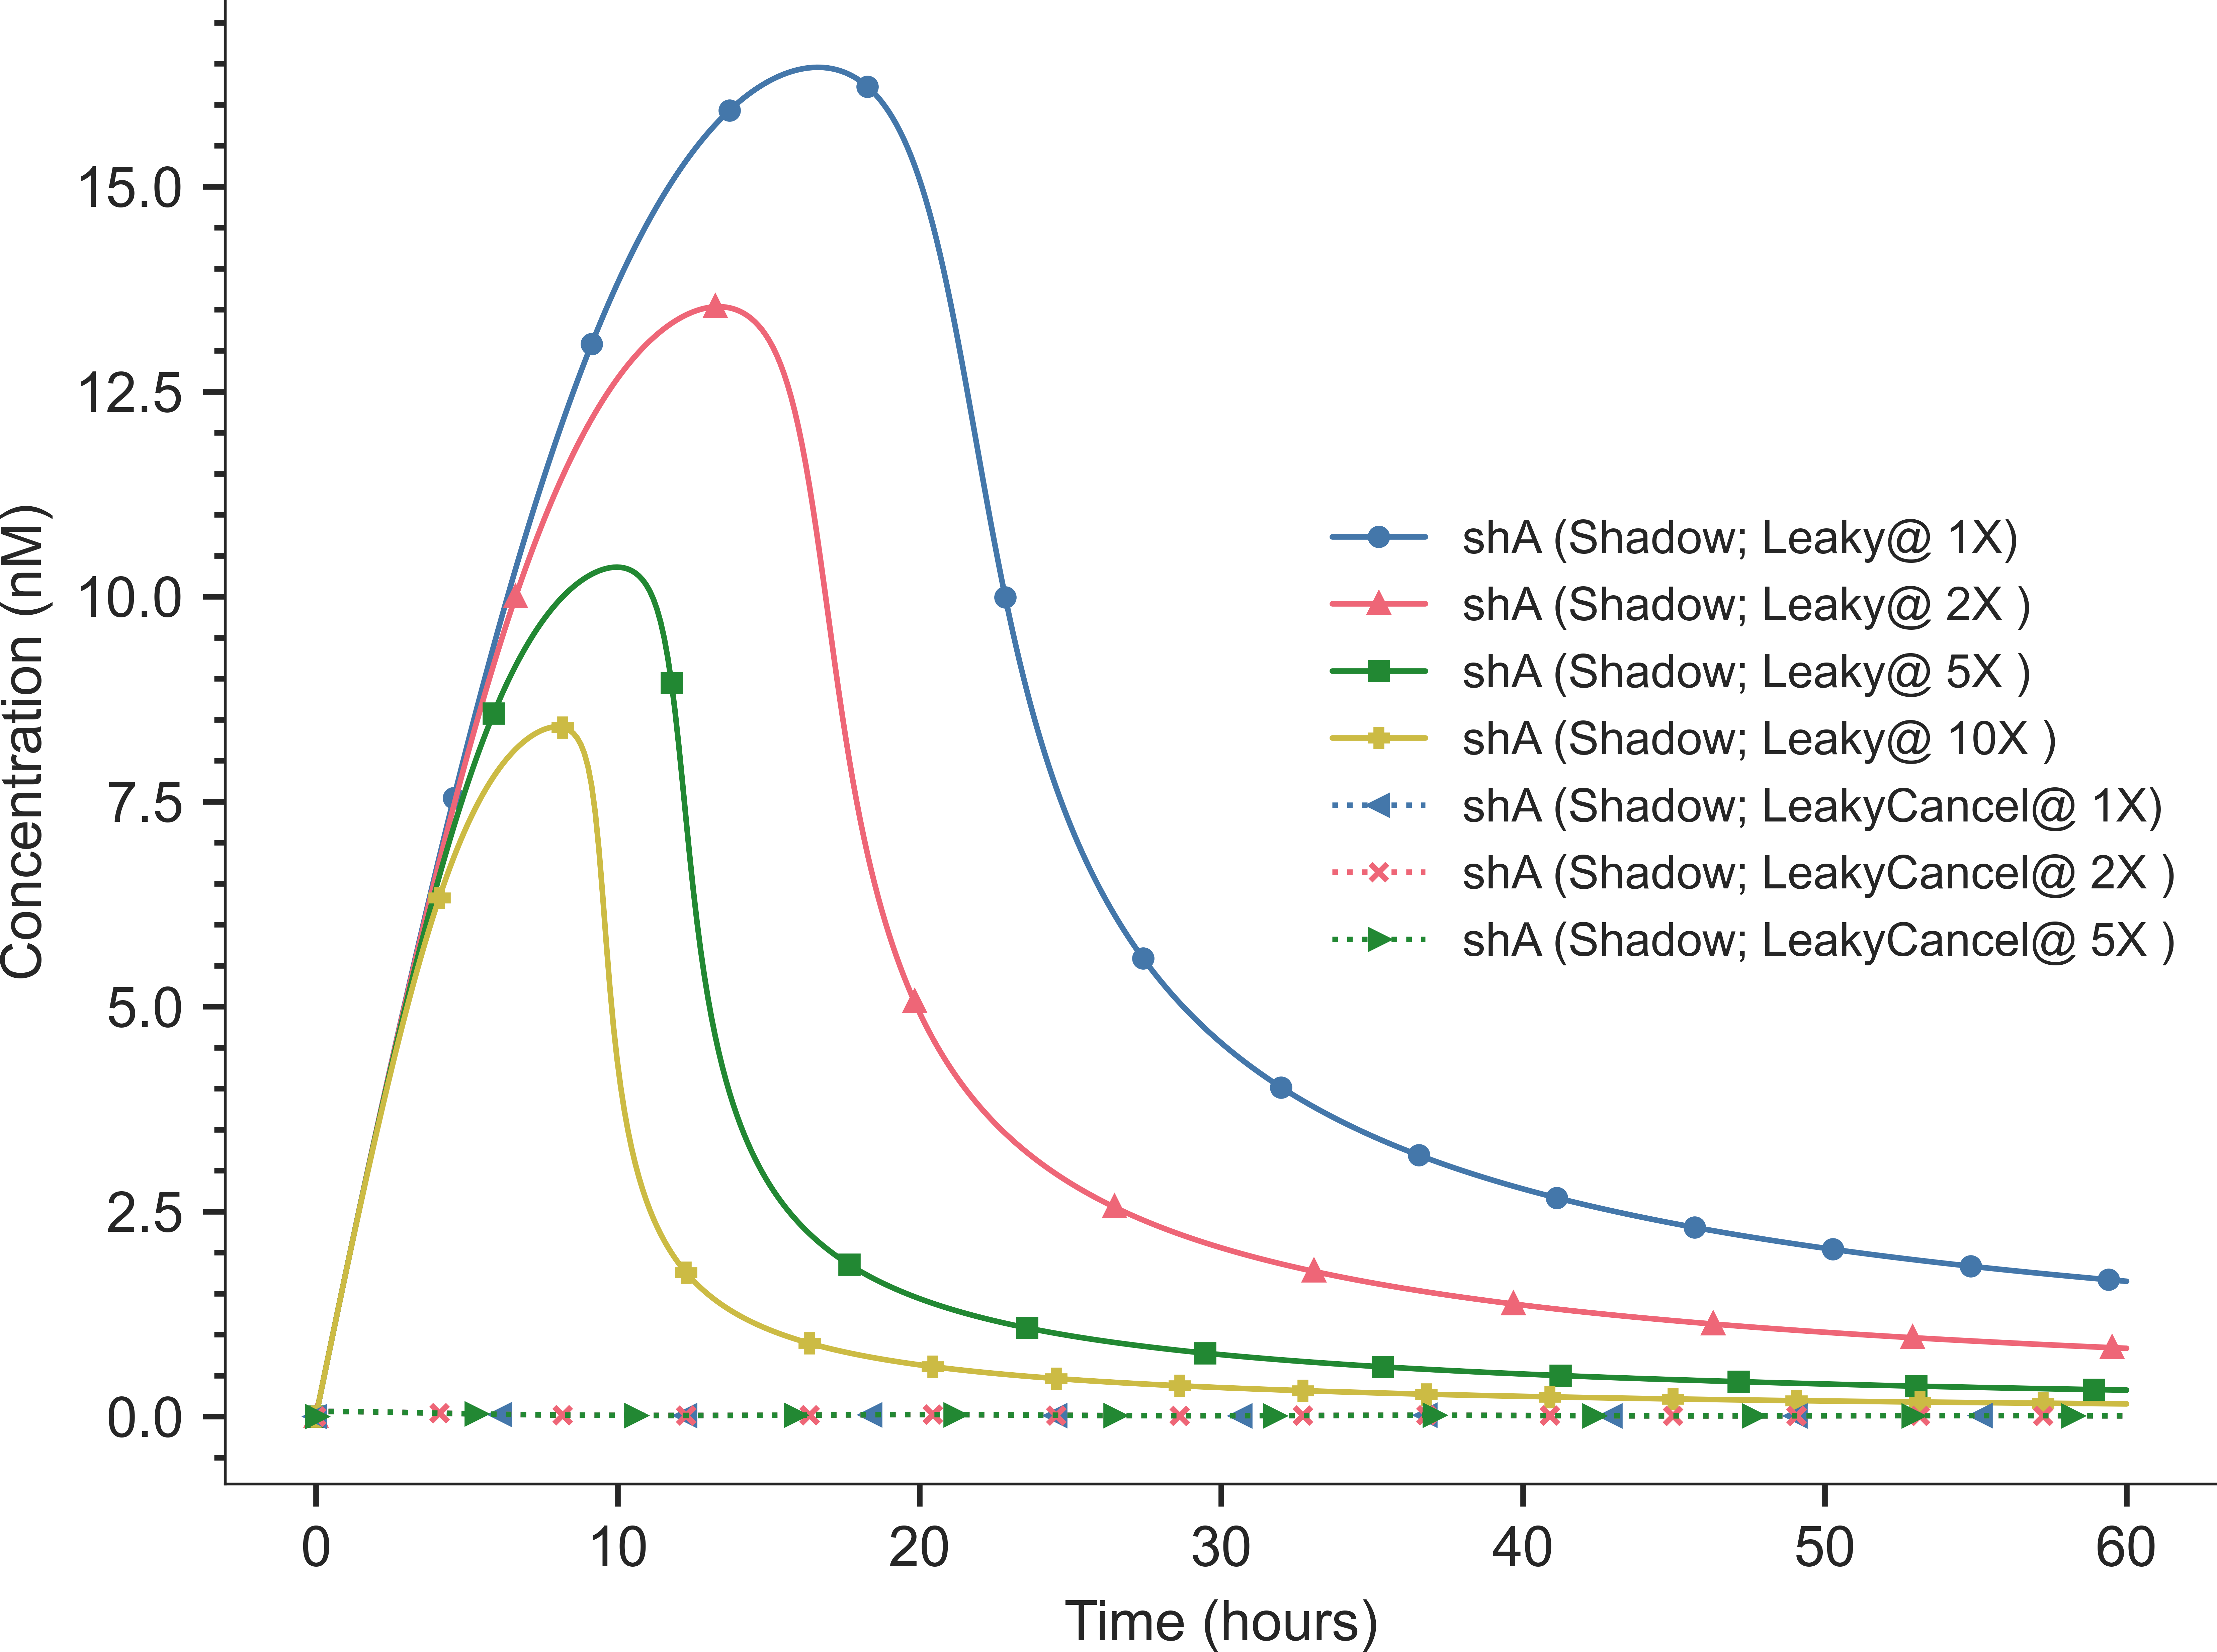 Concentration (nM)
15.0
12.5
10.0
7.5
5.0
2.5
0.0
shA (Shadow; Leaky@ 1X)
shA (Shadow; Leaky@ 2X )
shA (Shadow; Leaky@ 5X )
shA (Shadow; Leaky@ 10X )
shA (Shadow; LeakyCancel@ 1X)
shA (Shadow; LeakyCancel@ 2X )
shA (Shadow; LeakyCancel@ 5X )
0 10 20 30 40 50 60
Time (hours)